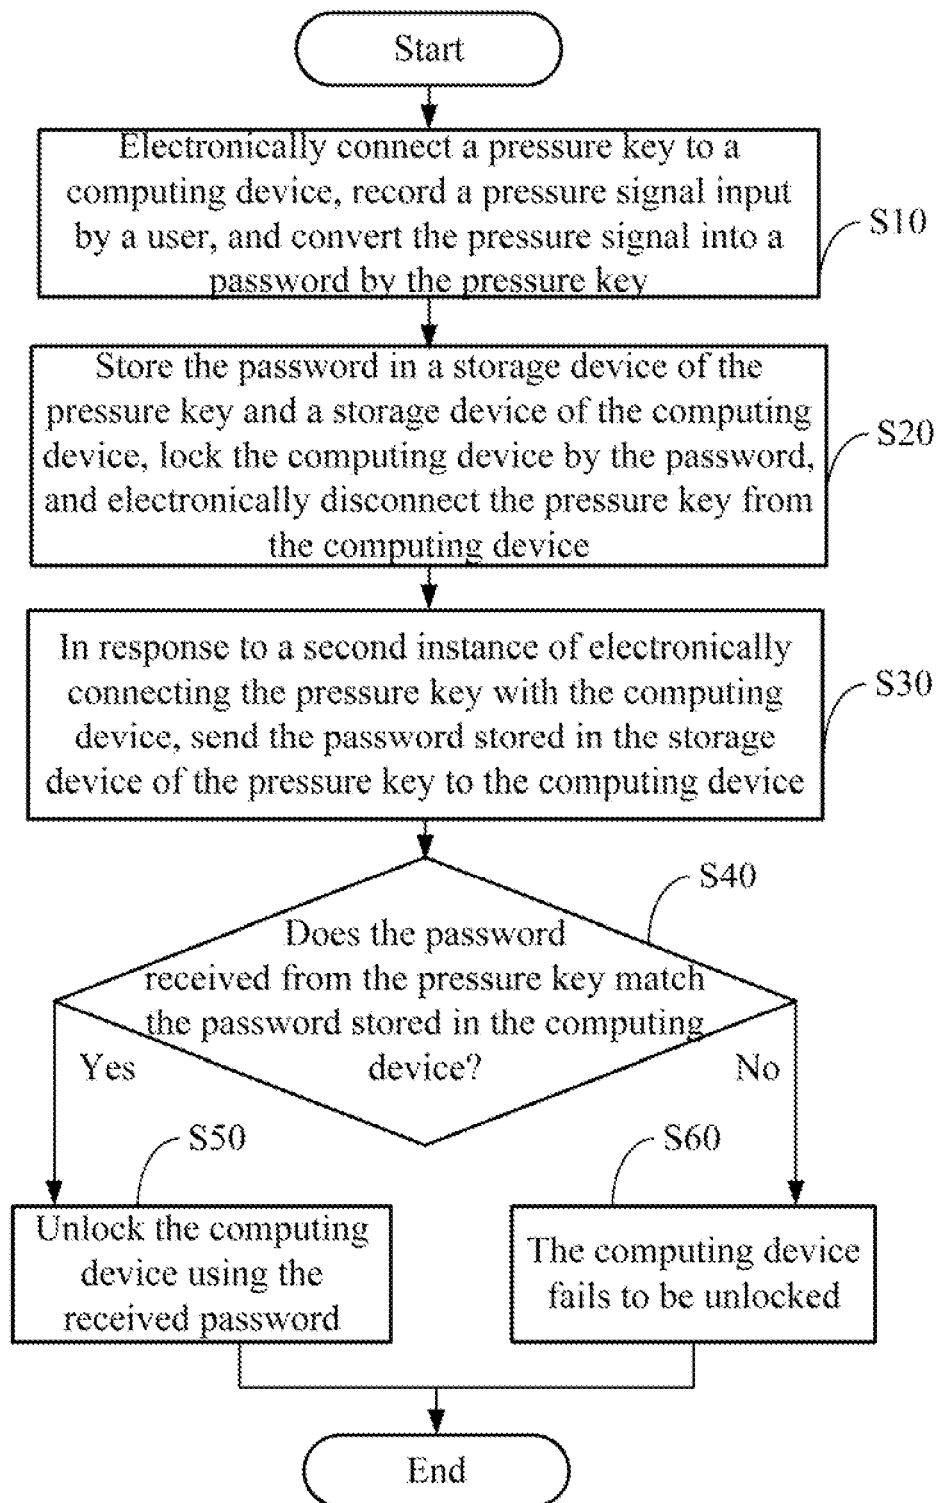 Start
Electronically connect a pressure key to a
computing device, record a pressure signal input
by a user, and convert the pressure signal into a
password by the pressure key
S10
Store the password in a storage device of the
pressure key and a storage device of the computing
device, lock the computing device by the password,
and electronically disconnect the pressure key from
the computing device
S20
In response to a second instance of electronically
connecting the pressure key with the computing
device, send the password stored in the storage
device of the pressure key to the computing device
S30
S40
Does the password
received from the pressure key match
the password stored in the computing
device?
Yes
No
S50
Unlock the computing
device using the
received password
S60
The computing device
fails to be unlocked
End